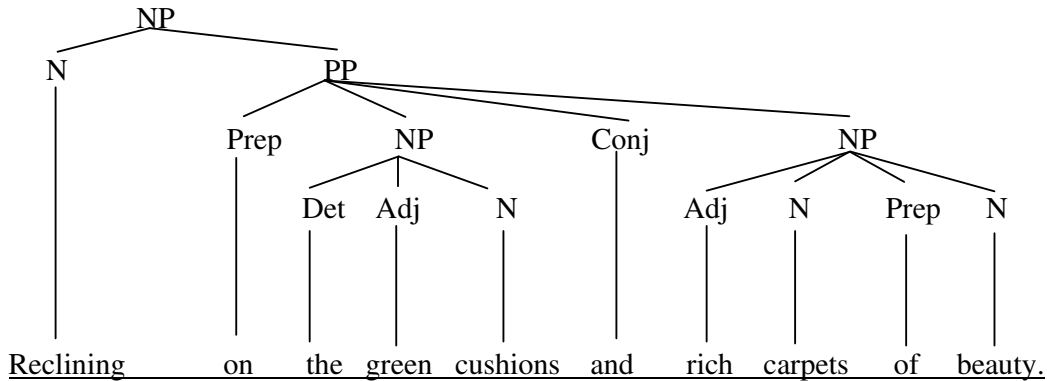 NP
N PP
Prep NP Conj NP
Det Adj N Adj N Prep N
Reclining on the green cushions and rich carpets of beauty.